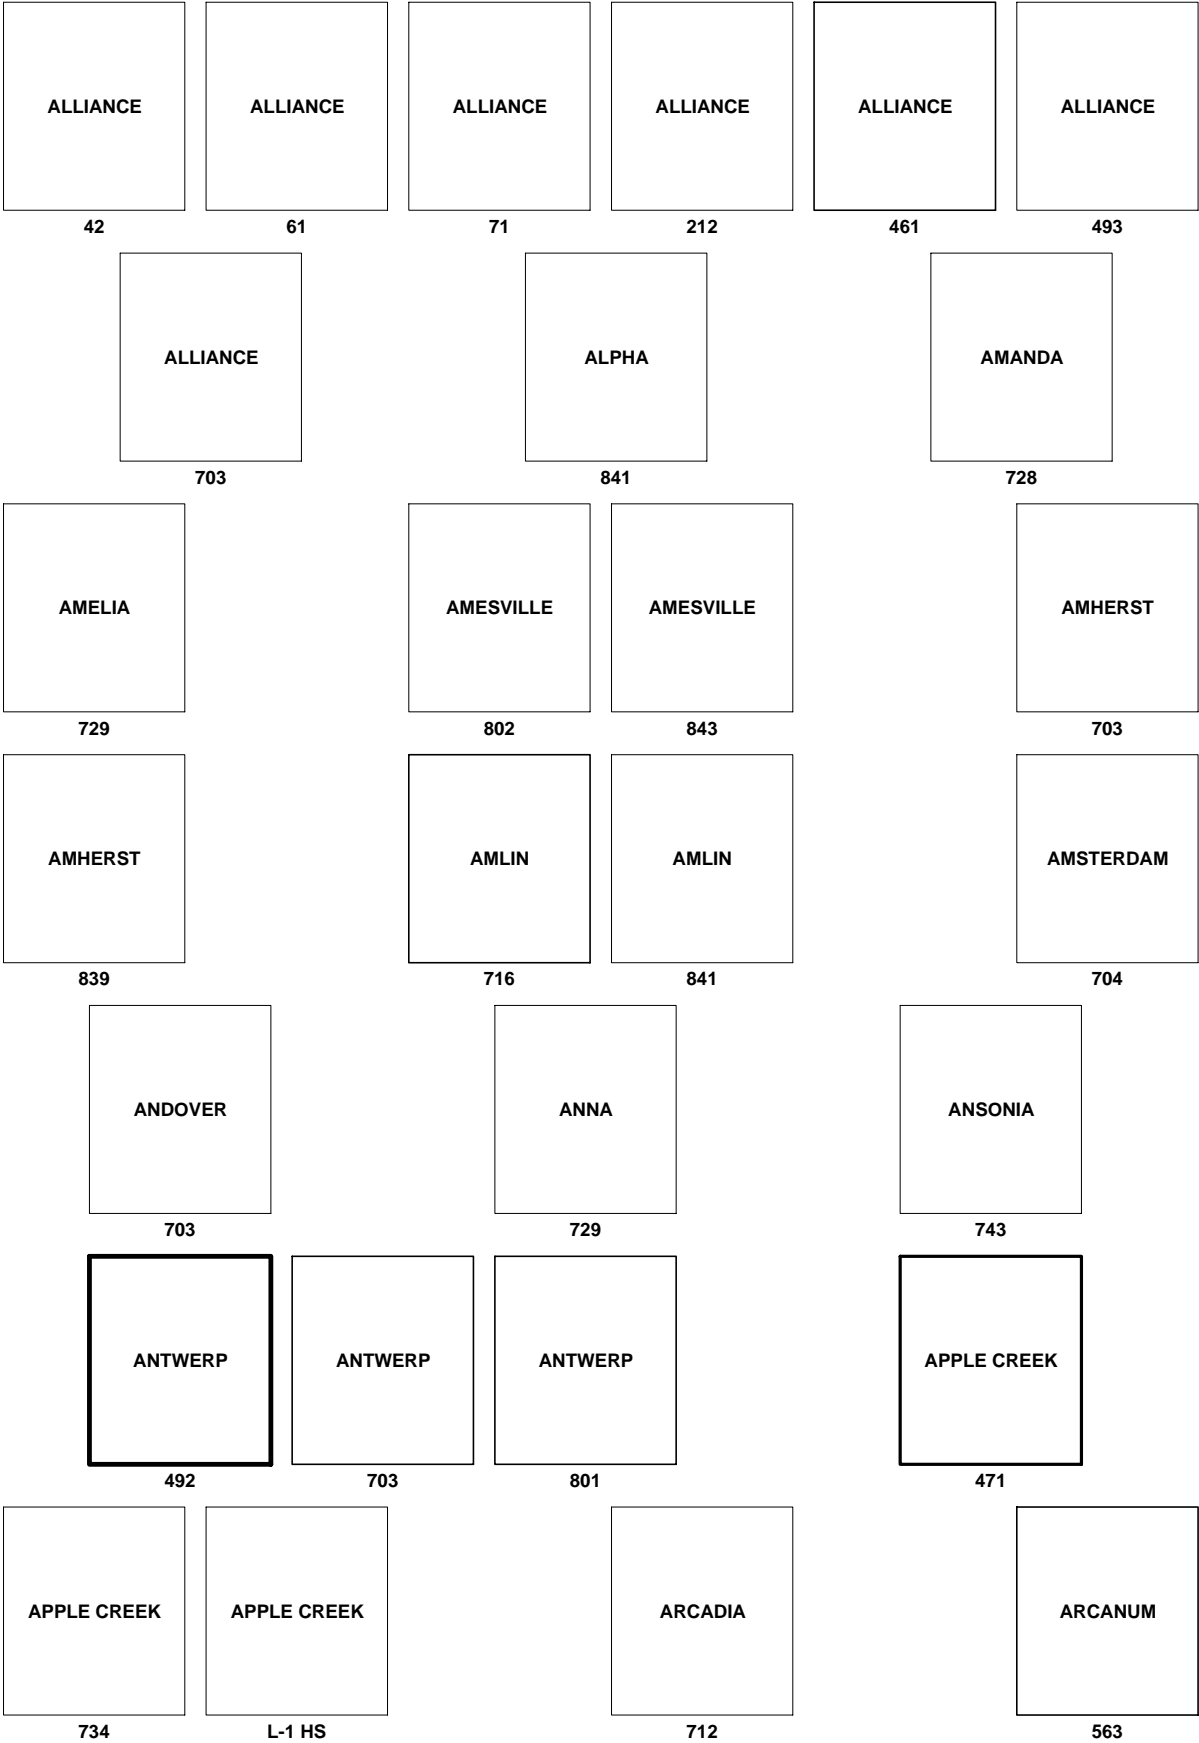 ALLIANCE ALLIANCE ALLIANCE ALLIANCE ALLIANCE ALLIANCE
42 61 71 212 461 493
ALLIANCE ALPHA AMANDA
703 841 728
AMELIA AMESVILLE AMESVILLE AMHERST
729 802 843 703
AMHERST AMLIN AMLIN AMSTERDAM
839 716 841 704
ANDOVER ANNA ANSONIA
703 729 743
ANTWERP ANTWERP ANTWERP APPLE CREEK
492 703 801 471
APPLE CREEK APPLE CREEK ARCADIA ARCANUM
734 L-1 HS 712 563